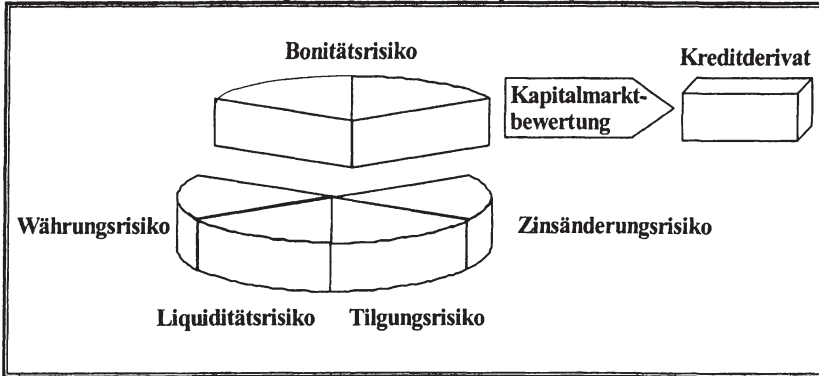 Bonitätsrisiko
Kreditderivat
Kapitalmarkt-
bewertung
Währungsrisiko
Zinsänderungsrisiko
Liquiditätsrisiko
Tilgungsrisiko